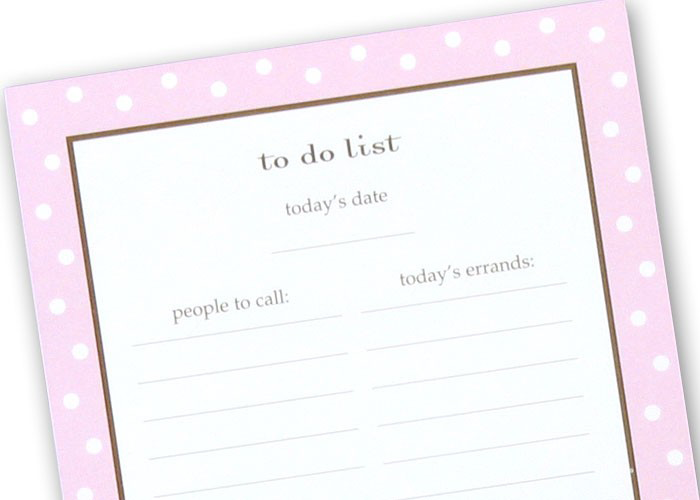 to do list
today's date
people to call:
today's errands: